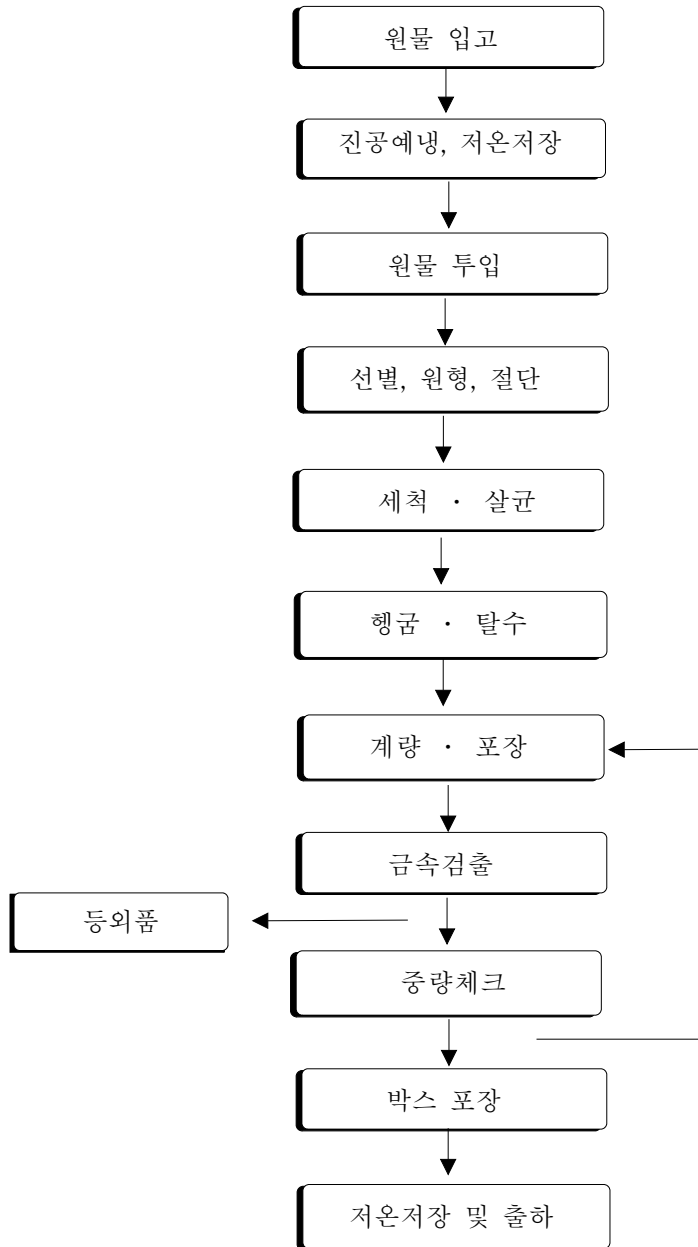 원물 입고
진공예냉, 저온저장
원물 투입
선별, 원형, 절단
세척 · 살균
헹굼 · 탈수
계량 · 포장
금속검출
등외품
중량체크
박스 포장
저온저장 및 출하